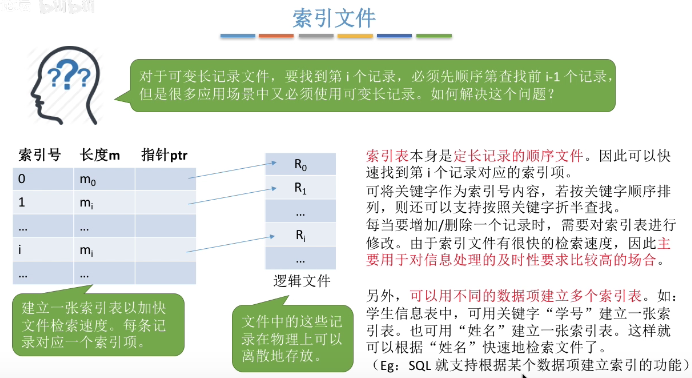 bilibili
索引文件
对于可变长记录文件，要找到第 i 个记录，必须先顺序第查找前 i-1 个记录，
但是很多应用场景中又必须使用可变长记录。如何解决这个问题？
索引号 长度m 指针ptr
0 m0
1 mi
... ...
i mi
... ...
R0
R1
...
Ri
...
逻辑文件
建立一张索引表以加快
文件检索速度。每条记
录对应一个索引项。
文件中的这些记
录在物理上可以
离散地存放。
索引表本身是定长记录的顺序文件。因此可以快
速找到第 i 个记录对应的索引项。
可将关键字作为索引号内容，若按关键字顺序排
列，则还可以支持按照关键字折半查找。
每当要增加/删除一个记录时，需要对索引表进行
修改。由于索引文件有很快的检索速度，因此主
要用于对信息处理的及时性要求比较高的场合。
另外，可以用不同的数据项建立多个索引表。如：
学生信息表中，可用关键字“学号”建立一张索
引表。也可用“姓名”建立一张索引表。这样就
可以根据“姓名”快速地检索文件了。
（Eg：SQL 就支持根据某个数据项建立索引的功能）